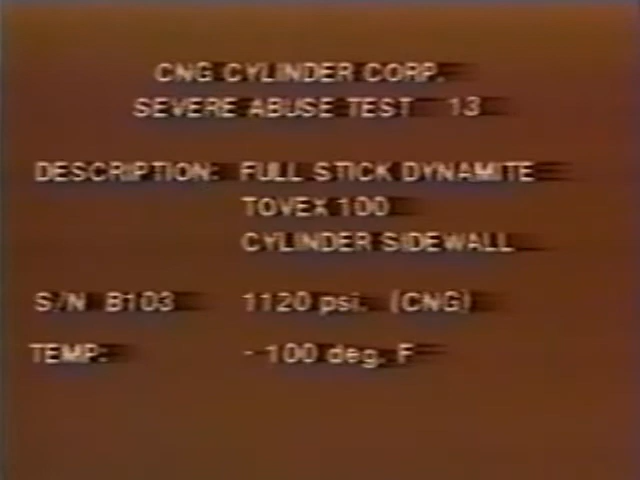 CNG CYLINDER CORP.
SEVERE ABUSE TEST 13
DESCRIPTION: FULL STICK DYNAMITE
TOVEX 100
CYLINDER SIDEWALL
S/N B103 1120 psi. (CNG)
TEMP: - 100 deg. F